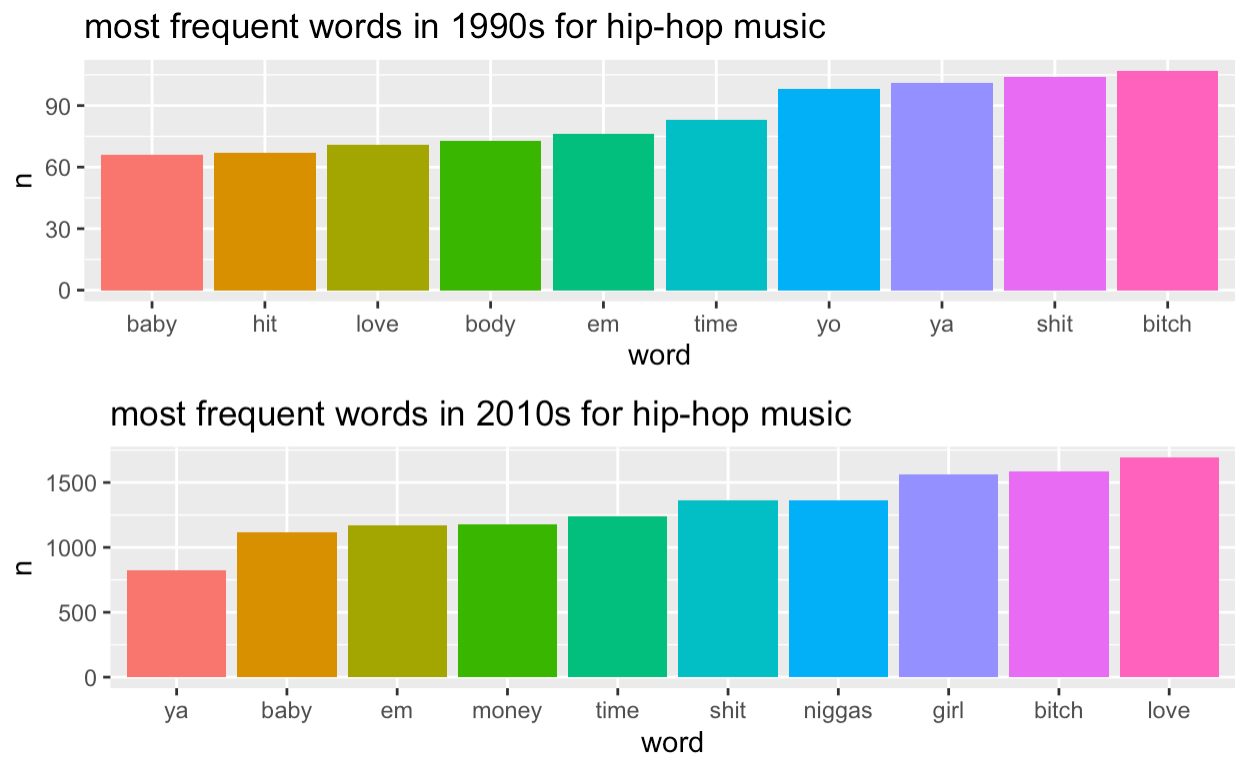 most frequent words in 1990s for hip-hop music
90
60
30
0
n
baby hit love body em time yo ya shit bitch
word
most frequent words in 2010s for hip-hop music
1500
1000
500
0
n
ya baby em money time shit niggas girl bitch love
word